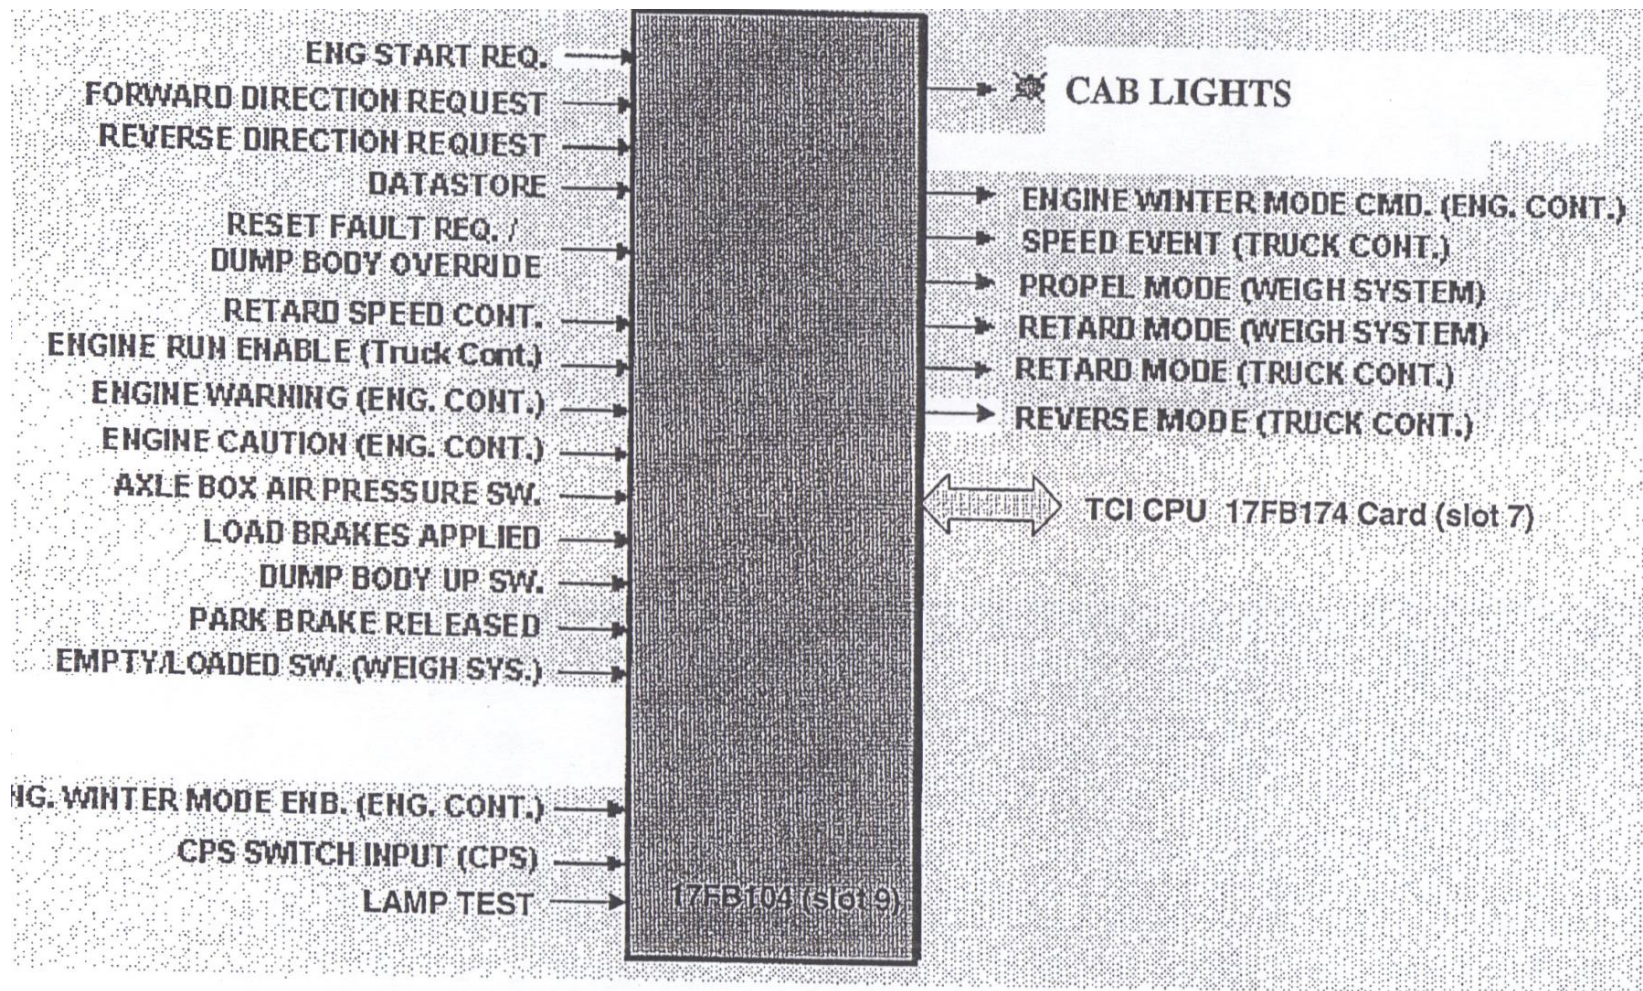 ENG START REQ.
FORWARD DIRECTION REQUEST
REVERSE DIRECTION REQUEST
DATASTORE
RESET FAULT REQ. /
DUMP BODY OVERRIDE
RETARD SPEED CONT.
ENGINE RUN ENABLE (Truck Cont.)
ENGINE WARNING (ENG. CONT.)
ENGINE CAUTION (ENG. CONT.)
AXLE BOX AIR PRESSURE SW.
LOAD BRAKES APPLIED
DUMP BODY UP SW.
PARK BRAKE RELEASED
EMPTY/LOADED SW. (WEIGH SYS.)
NG. WINTER MODE ENB. (ENG. CONT.)
CPS SWITCH INPUT (CPS)
LAMP TEST
17FB104 (slot 9)
CAB LIGHTS
ENGINE WINTER MODE CMD. (ENG. CONT.)
SPEED EVENT (TRUCK CONT.)
PROPEL MODE (WEIGH SYSTEM)
RETARD MODE (WEIGH SYSTEM)
RETARD MODE (TRUCK CONT.)
REVERSE MODE (TRUCK CONT.)
TCI CPU 17FB174 Card (slot 7)